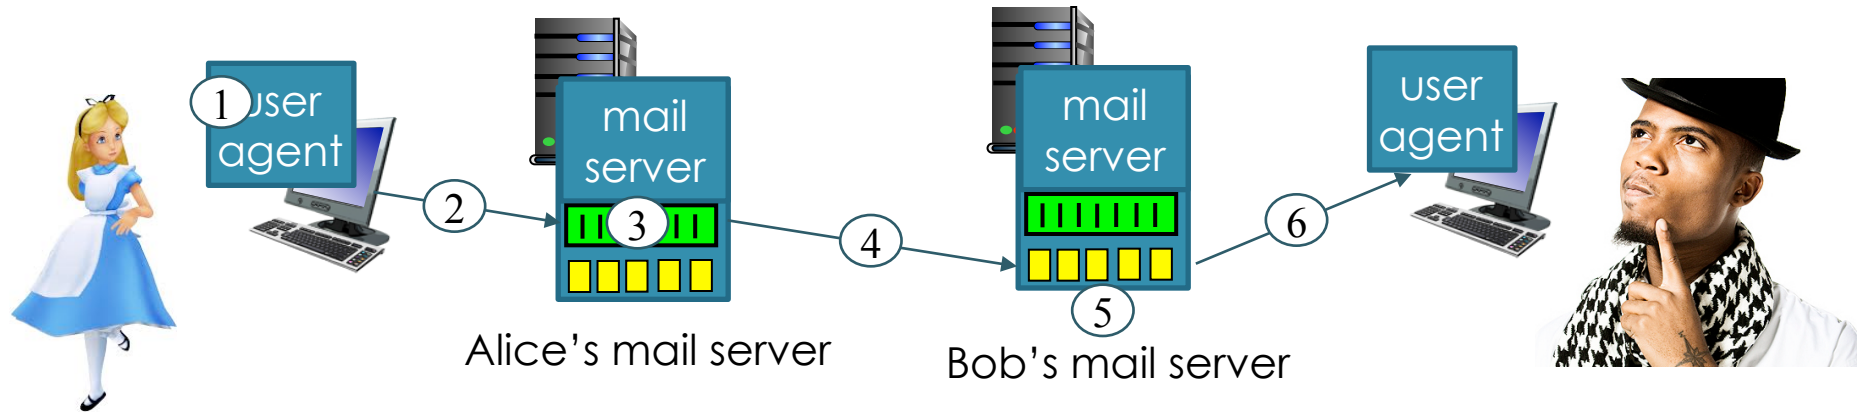 1
user
agent
2
mail
server
3
Alice's mail server
4
mail
server
5
Bob's mail server
6
user
agent